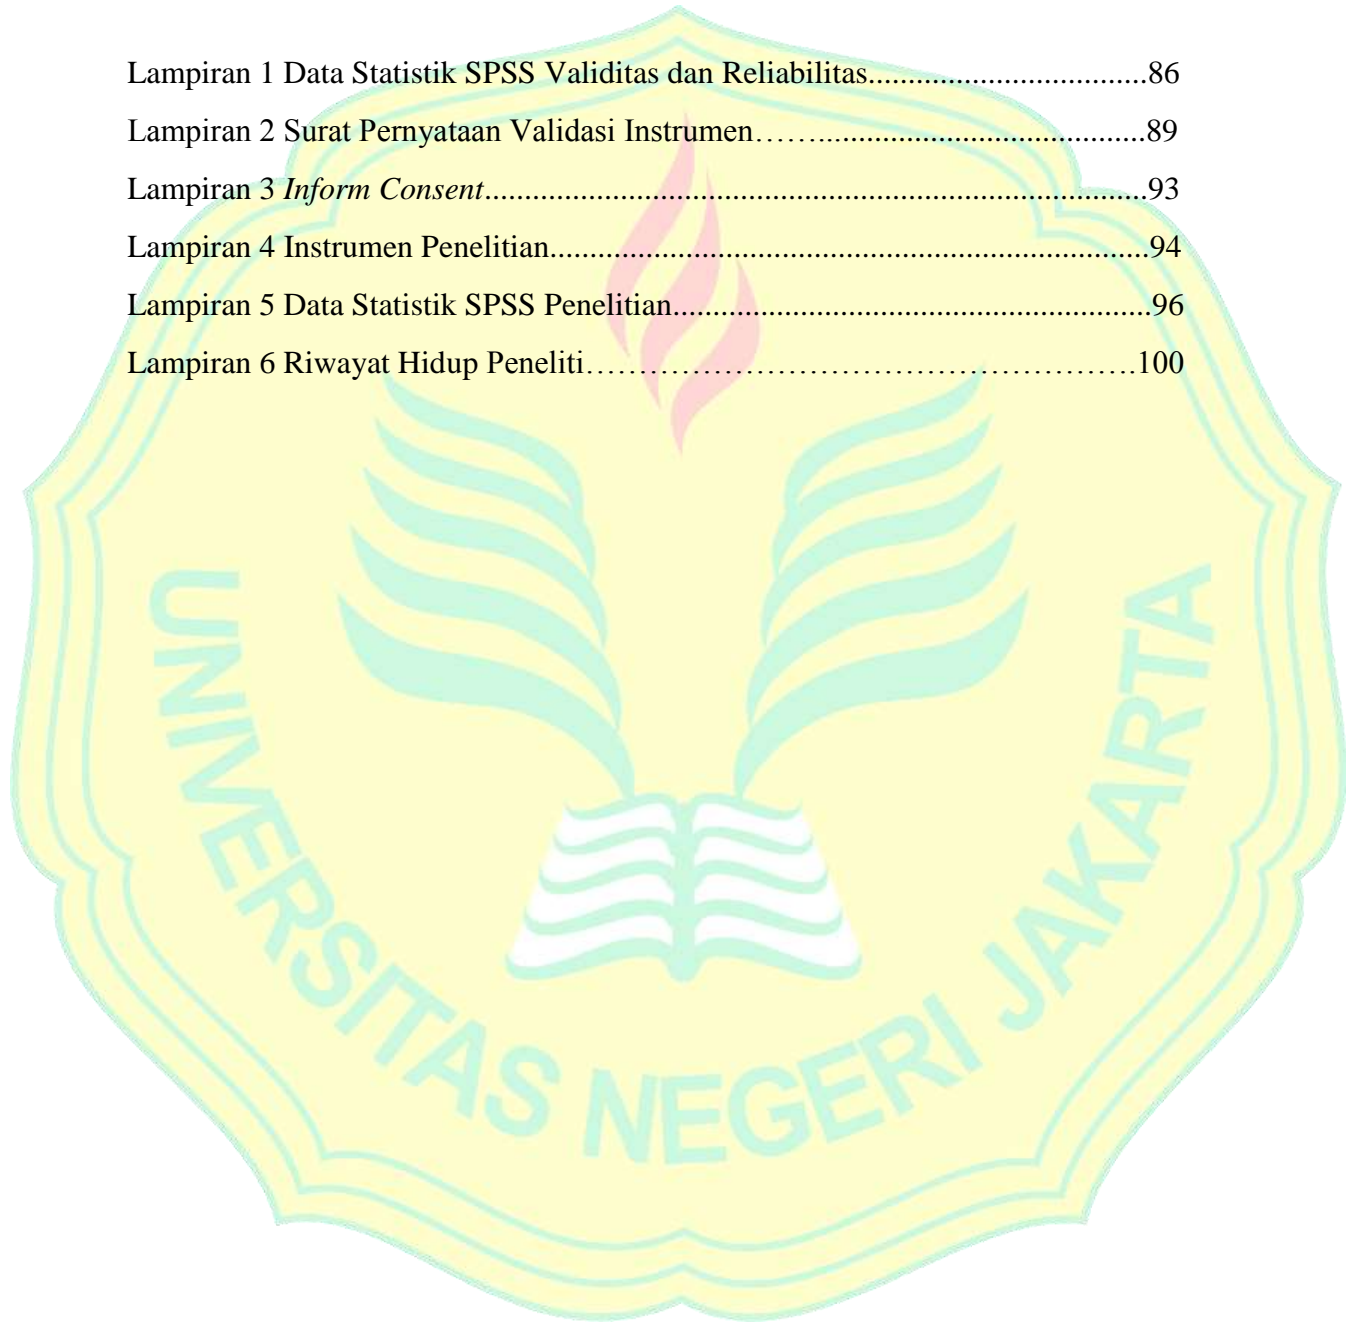 Lampiran 1 Data Statistik SPSS Validitas dan Reliabilitas...................................86
Lampiran 2 Surat Pernyataan Validasi Instrumen……...........................................89
Lampiran 3 Inform Consent...................................................................................93
Lampiran 4 Instrumen Penelitian...........................................................................94
Lampiran 5 Data Statistik SPSS Penelitian............................................................96
Lampiran 6 Riwayat Hidup Peneliti…………………………………………….100
UNIVERSITAS NEGERI JAKARTA